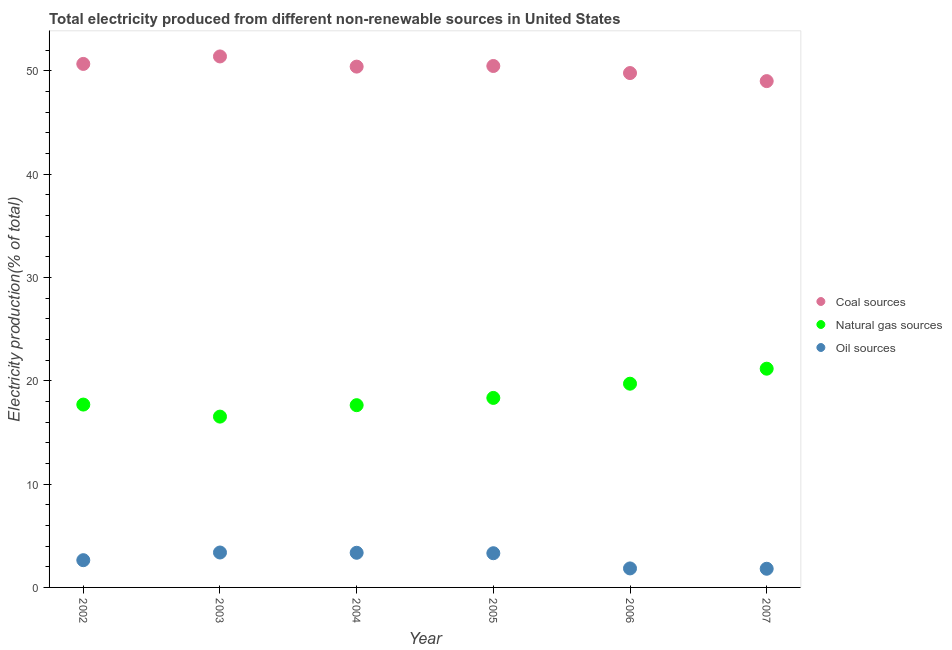 Total electricity produced from different non-renewable sources in United States
Electricity production(% of total)
50
40
30
20
10
0
Coal sources
Natural gas sources
Oil sources
2002
2003
2004
2005
2006
2007
Year